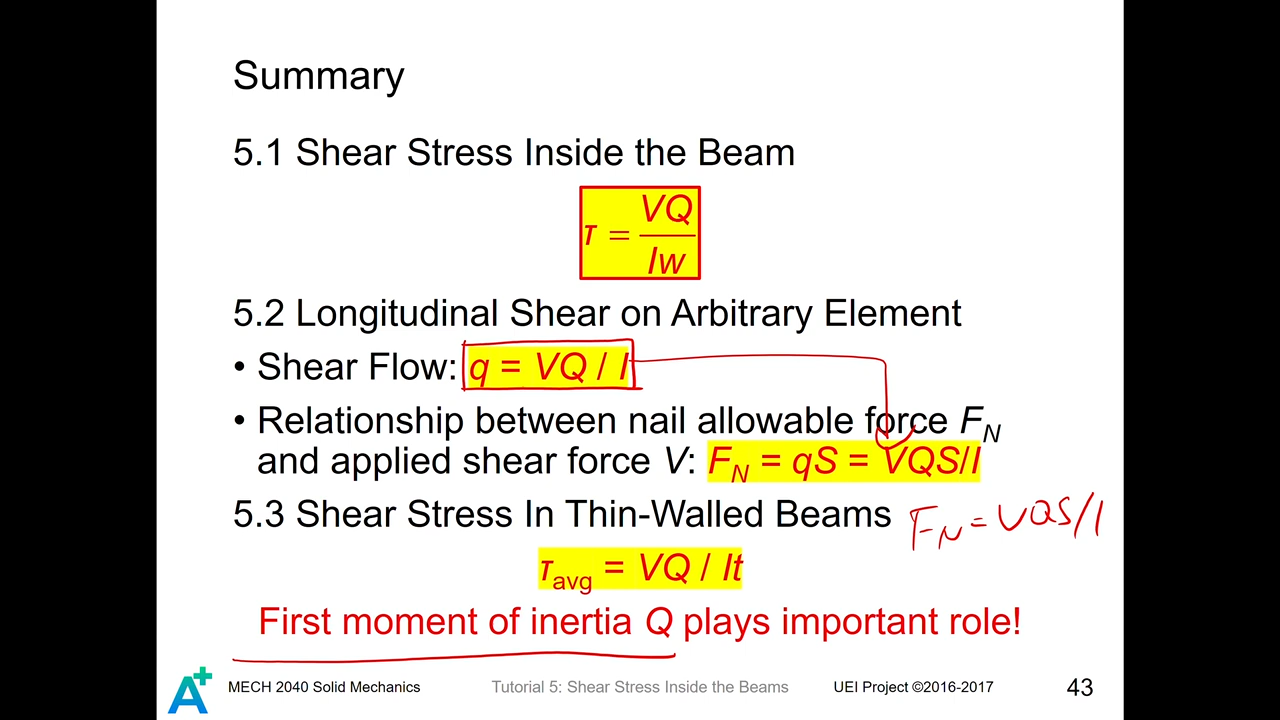 Summary
5.1 Shear Stress Inside the Beam
τ = VQ / Iw
5.2 Longitudinal Shear on Arbitrary Element
• Shear Flow: q = VQ / I
• Relationship between nail allowable force F_N
and applied shear force V: F_N = qS = VQS/I
5.3 Shear Stress In Thin-Walled Beams
F_N = VQS/I
τ_avg = VQ / It
First moment of inertia Q plays important role!
A+ MECH 2040 Solid Mechanics Tutorial 5: Shear Stress Inside the Beams UEI Project ©2016-2017 43